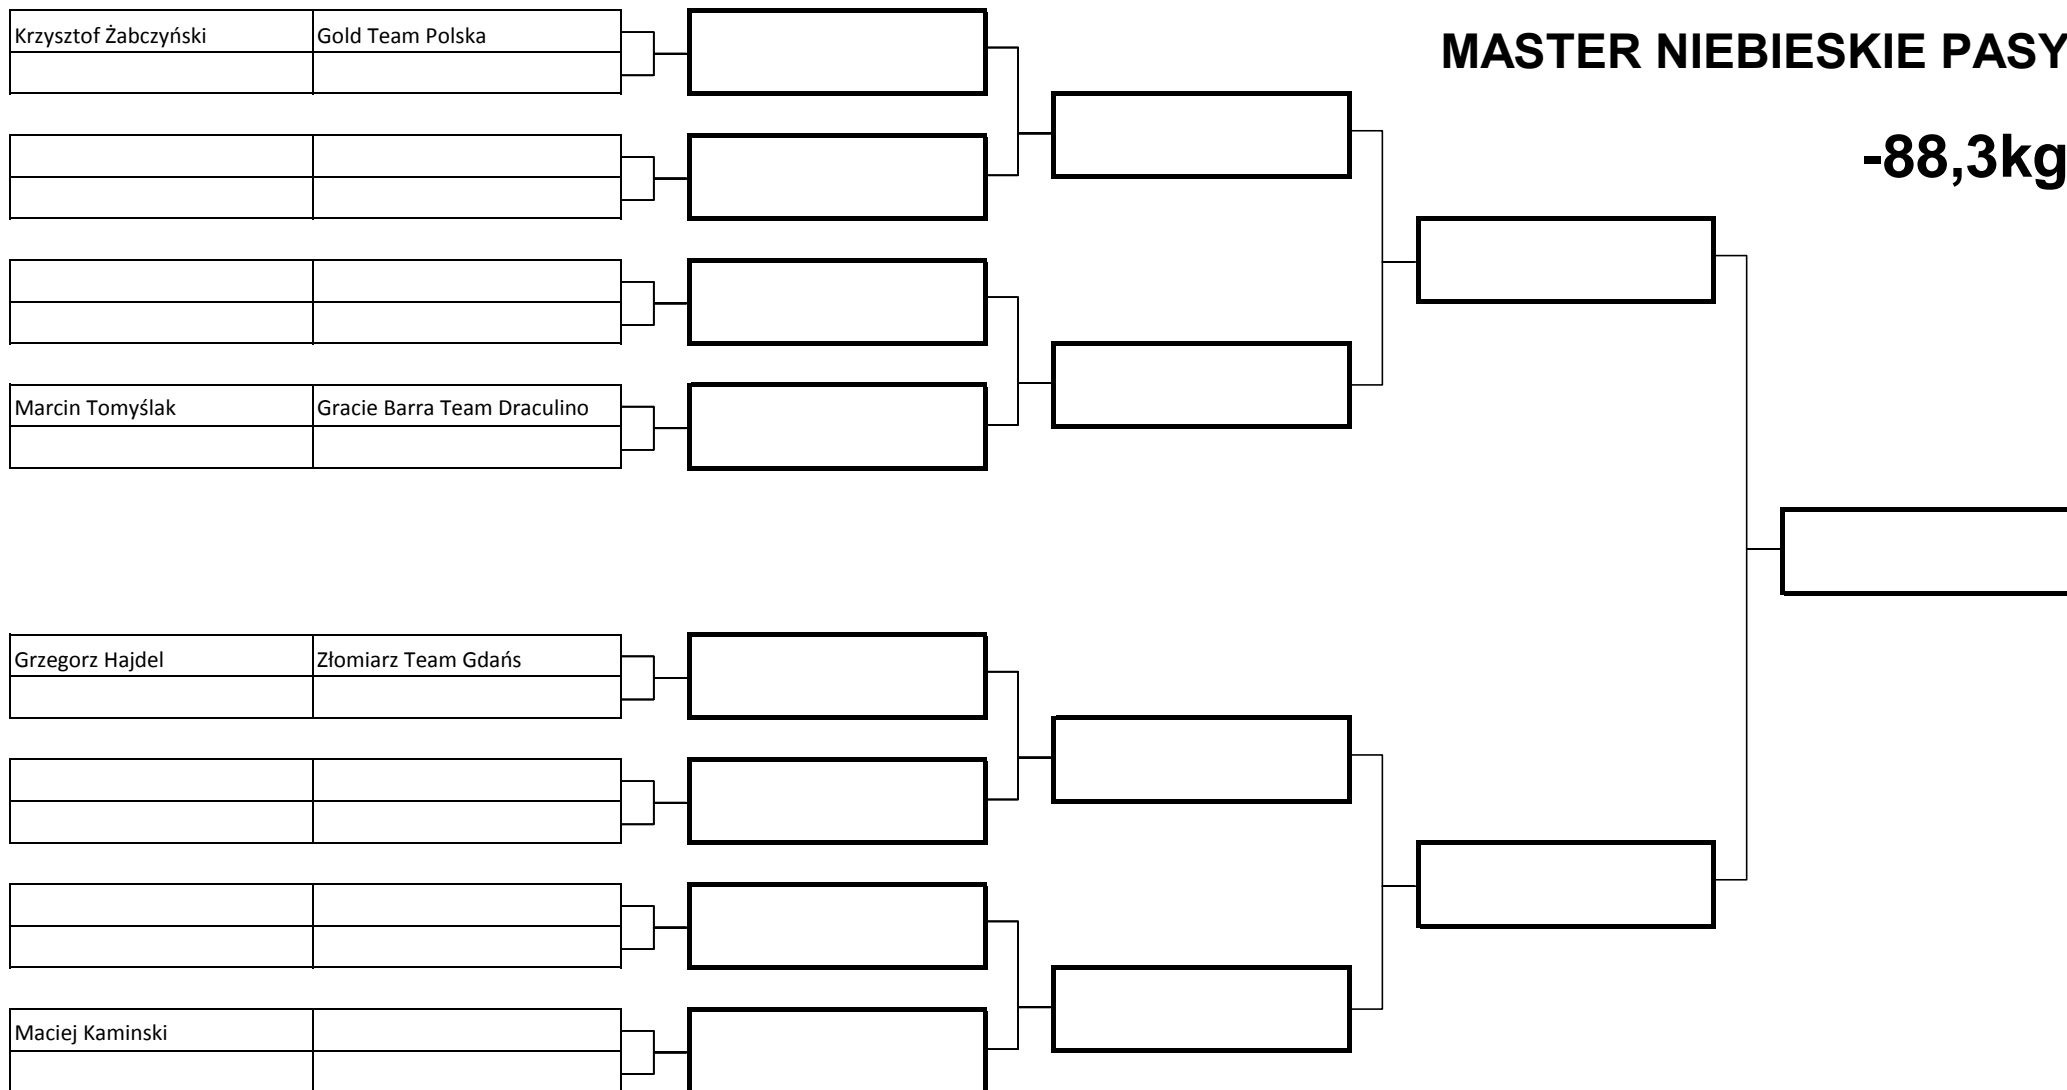 Krzysztof Żabczyński Gold Team Polska
MASTER NIEBIESKIE PASY
-88,3kg
Marcin Tomyślak Gracie Barra Team Draculino
Grzegorz Hajdel Złomiarz Team Gdańs
Maciej Kaminski